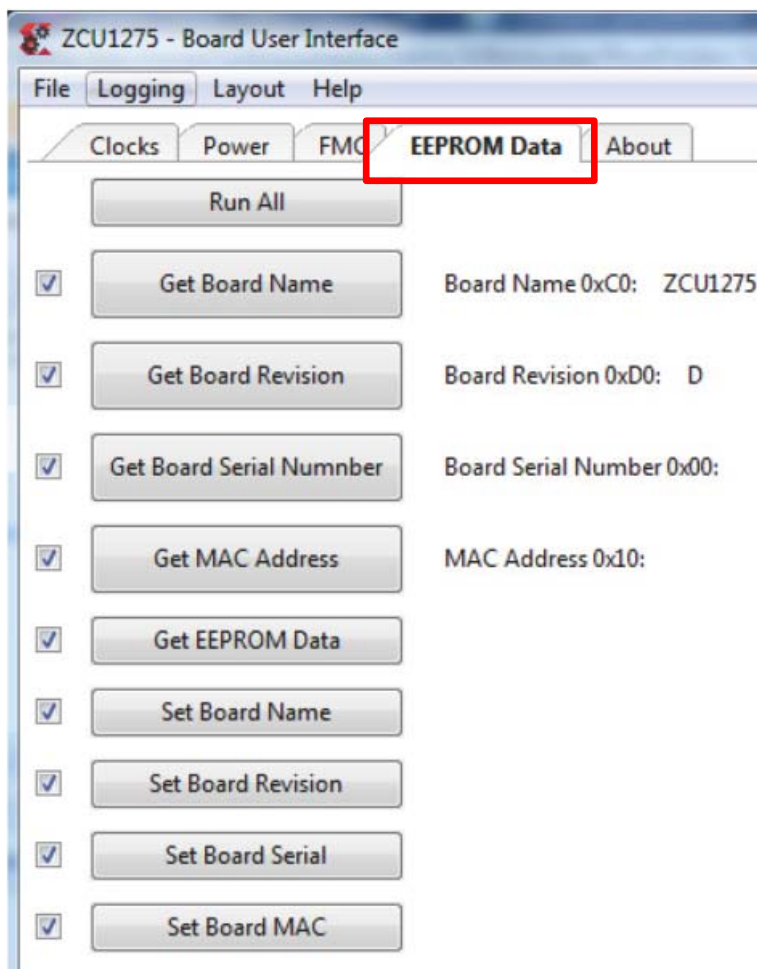 ZCU1275 - Board User Interface
File Logging Layout Help
Clocks Power FMC EEPROM Data About
Run All
Get Board Name Board Name 0xC0: ZCU1275
Get Board Revision Board Revision 0xD0: D
Get Board Serial Numnber Board Serial Number 0x00:
Get MAC Address MAC Address 0x10:
Get EEPROM Data
Set Board Name
Set Board Revision
Set Board Serial
Set Board MAC